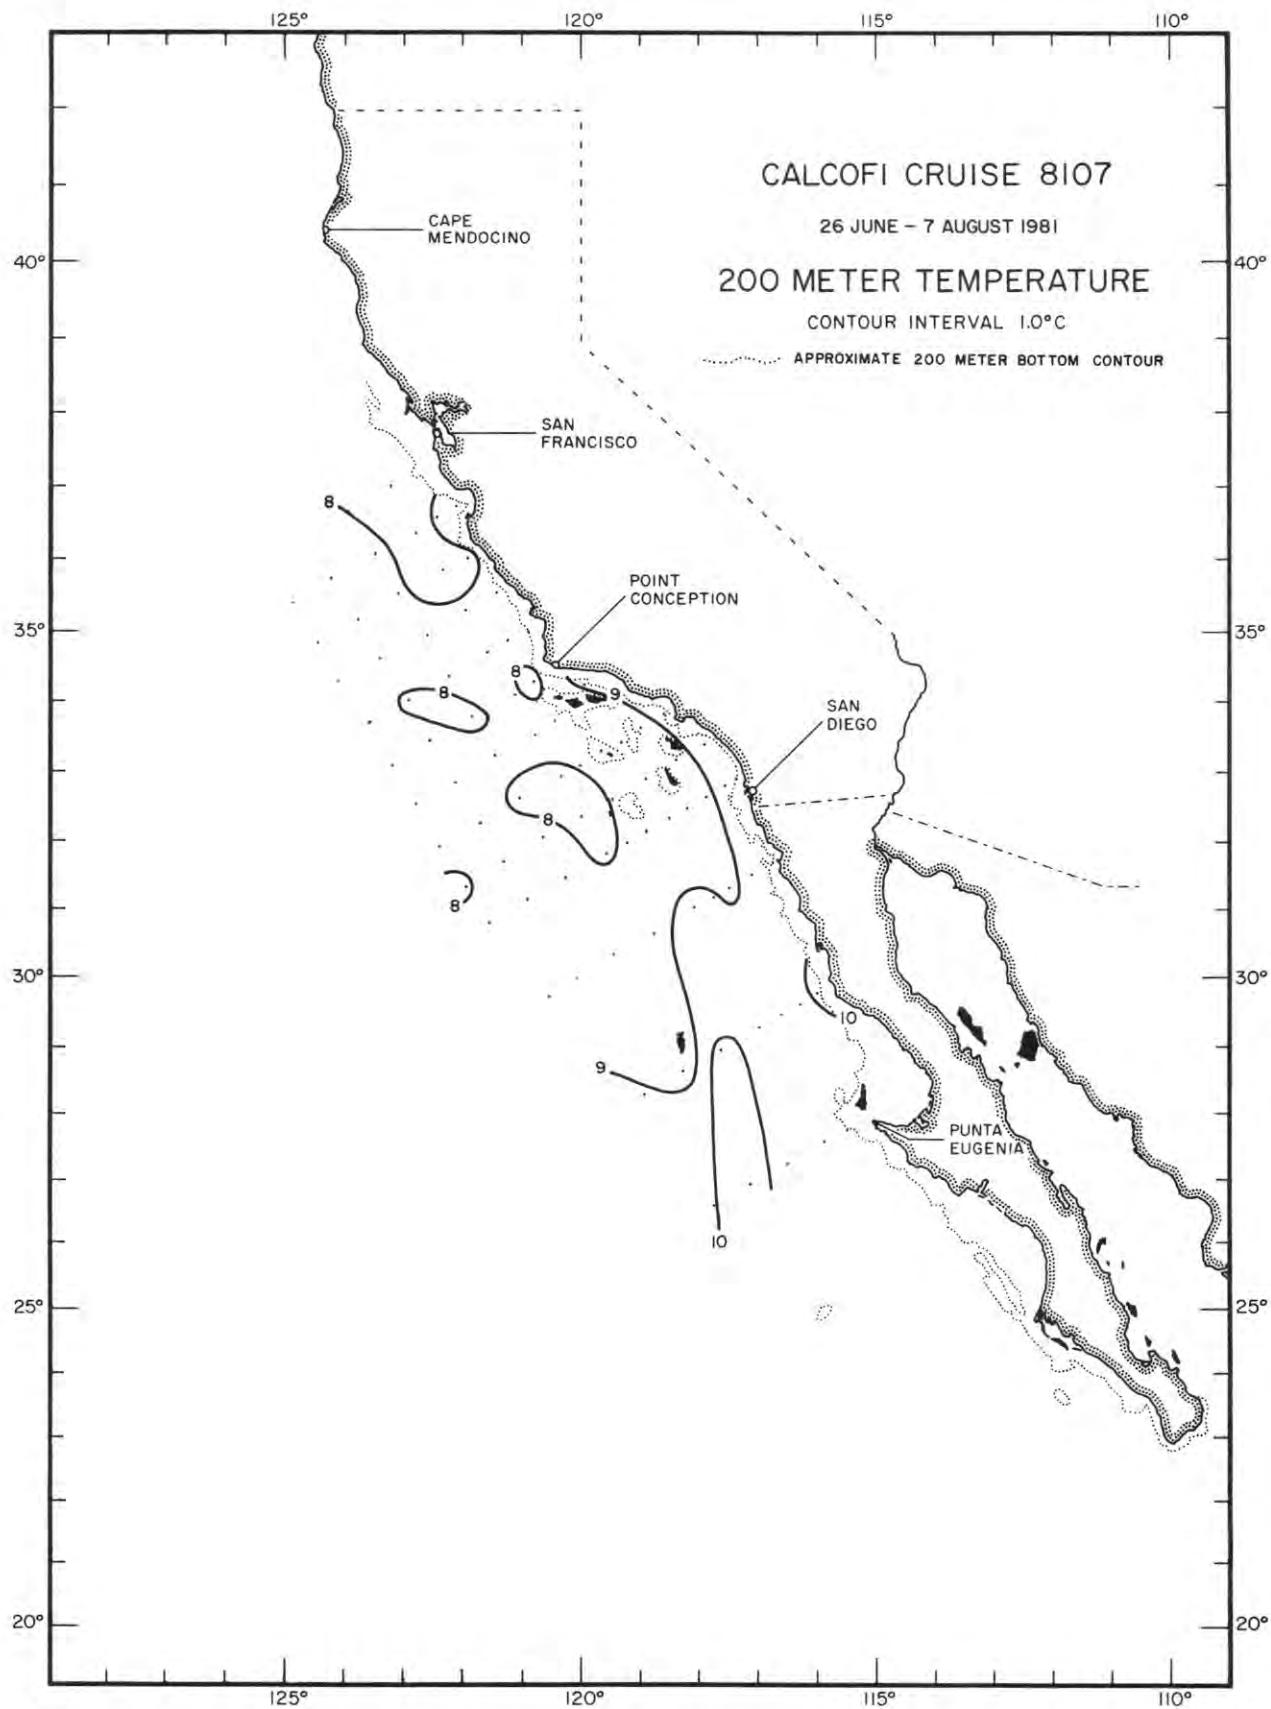 125° 120° 115° 110°
CALCOFI CRUISE 8107
26 JUNE – 7 AUGUST 1981
CAPE
MENDOCINO
40° 40°
200 METER TEMPERATURE
CONTOUR INTERVAL 1.0°C
APPROXIMATE 200 METER BOTTOM CONTOUR
SAN
FRANCISCO
8
POINT
CONCEPTION
35° 35°
8
8
9
SAN
DIEGO
8
8
30° 30°
10
9
PUNTA
EUGENIA
10
25° 25°
20° 20°
125° 120° 115° 110°